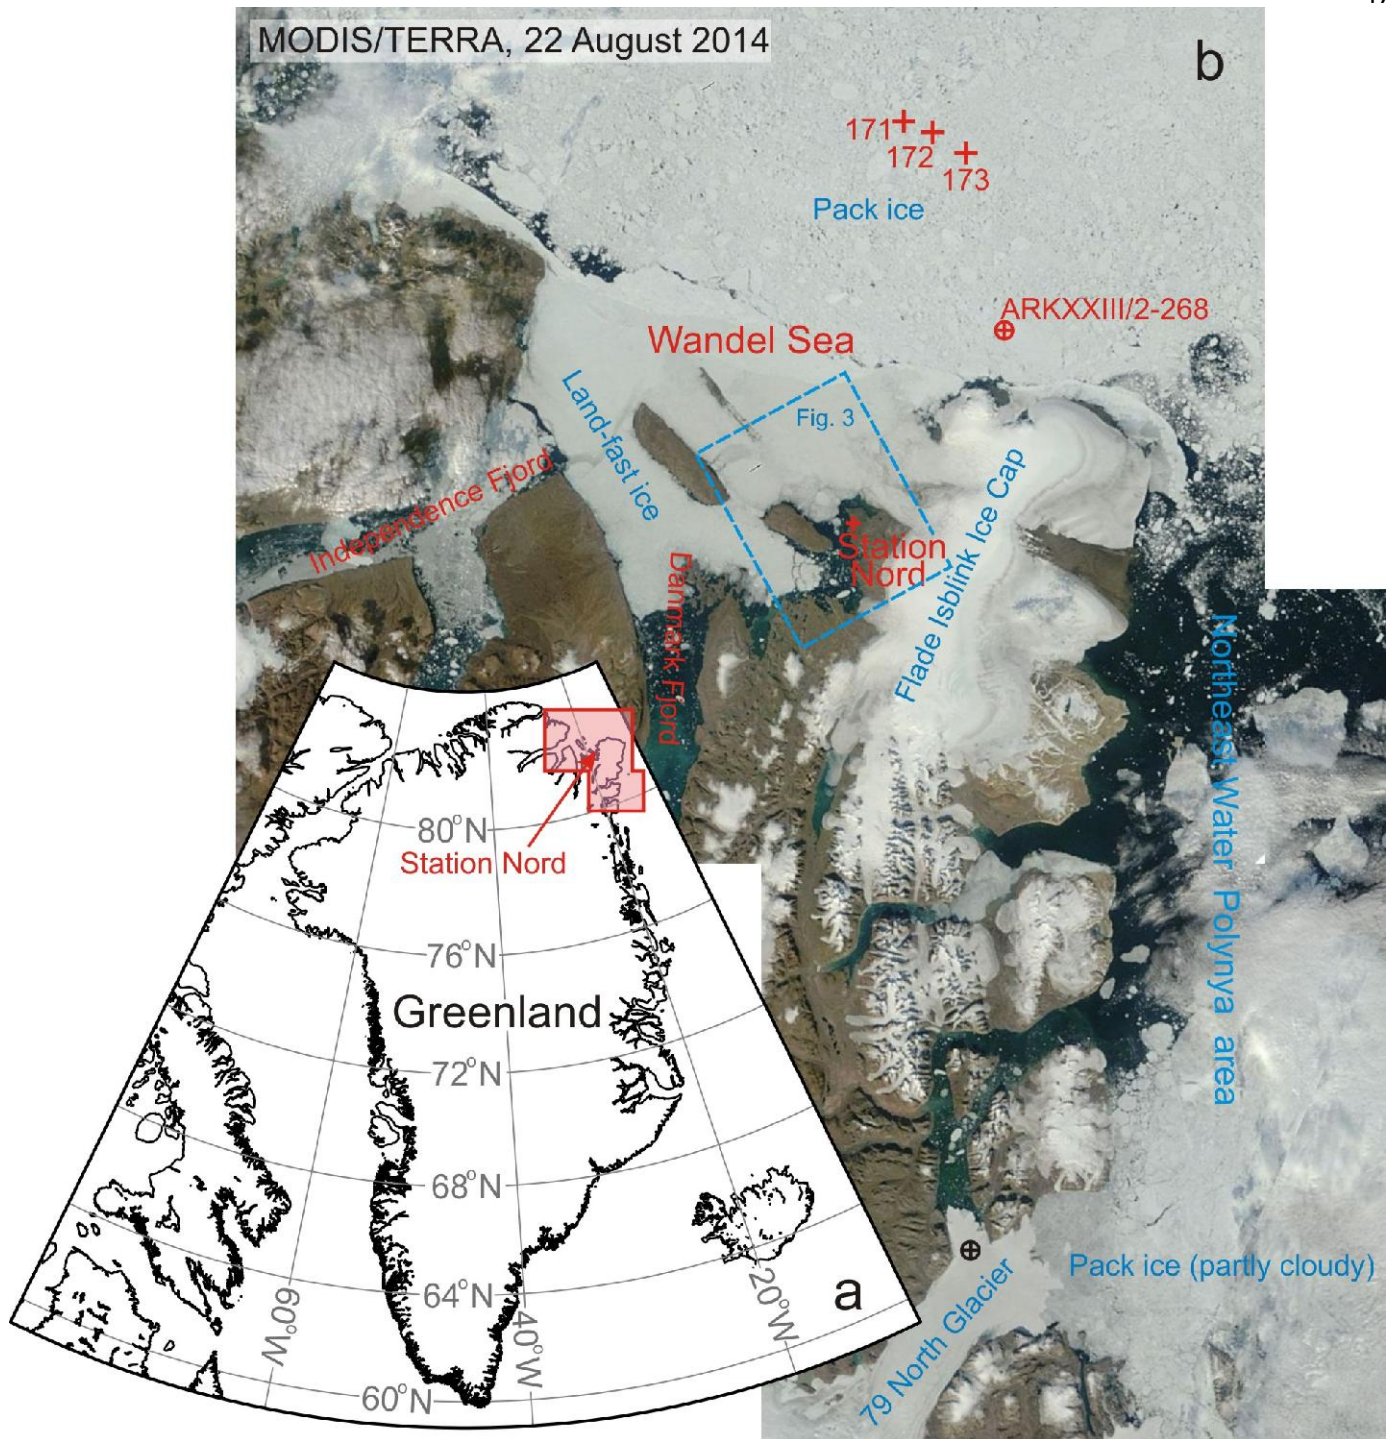 MODIS/TERRA, 22 August 2014
b
171
172
173
Pack ice
ARKXXIII/2-268
Wandel Sea
Fig. 3
Land-fast ice
Independence Fjord
Station
Nord
Flade Isblink Ice Cap
Danmark Fjord
Northeast Water Polynya area
80°N
Station Nord
76°N
Greenland
72°N
68°N
64°N
60°N
60°W
40°W
20°W
a
Pack ice (partly cloudy)
79 North Glacier